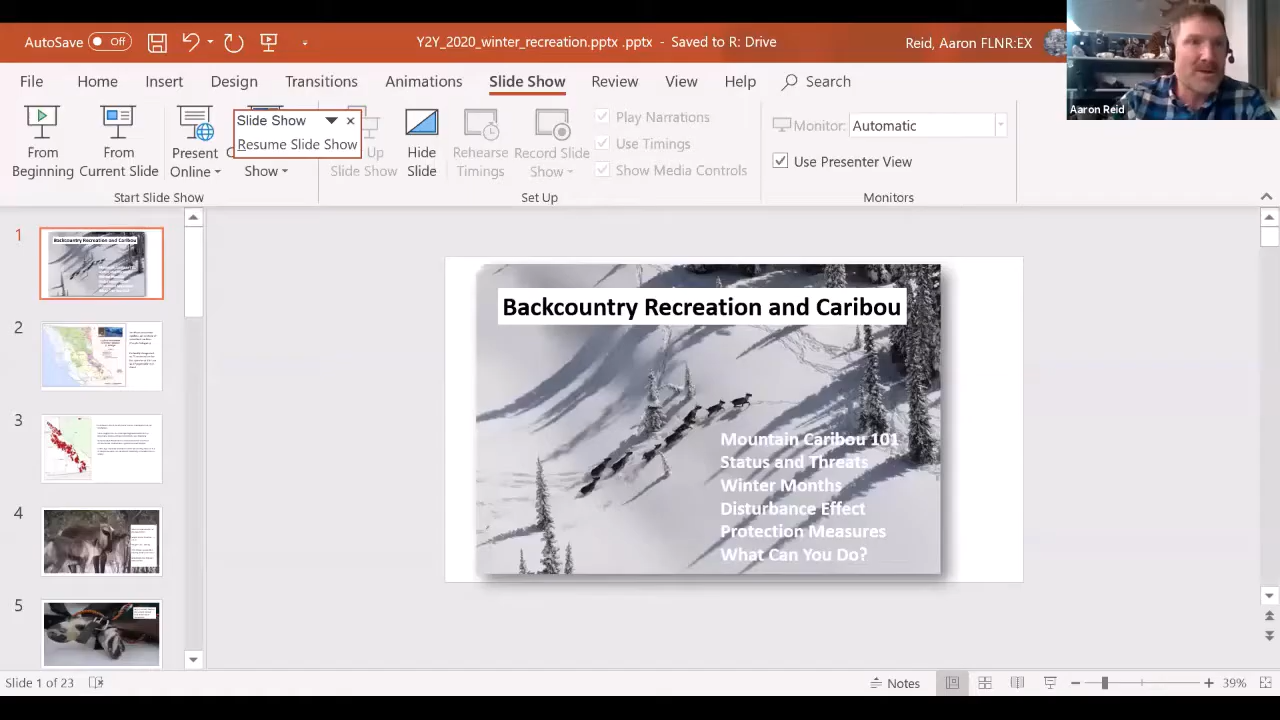 AutoSave Off
Y2Y_2020_winter_recreation.pptx .pptx - Saved to R: Drive
Reid, Aaron FLNR:EX
Aaron Reid
File Home Insert Design Transitions Animations Slide Show Review View Help Search
From Beginning
From Current Slide
Present Online
Show
Slide Show
Resume Slide Show
Up
Slide Show
Hide Slide
Rehearse Timings
Record Slide Show
Play Narrations
Use Timings
Show Media Controls
Monitor: Automatic
Use Presenter View
Start Slide Show
Set Up
Monitors
1
Backcountry Recreation and Caribou
2
3
4
5
Backcountry Recreation and Caribou
Mountain Caribou 101
Status and Threats
Winter Months
Disturbance Effect
Protection Measures
What Can You Do?
Slide 1 of 23
Notes
39%